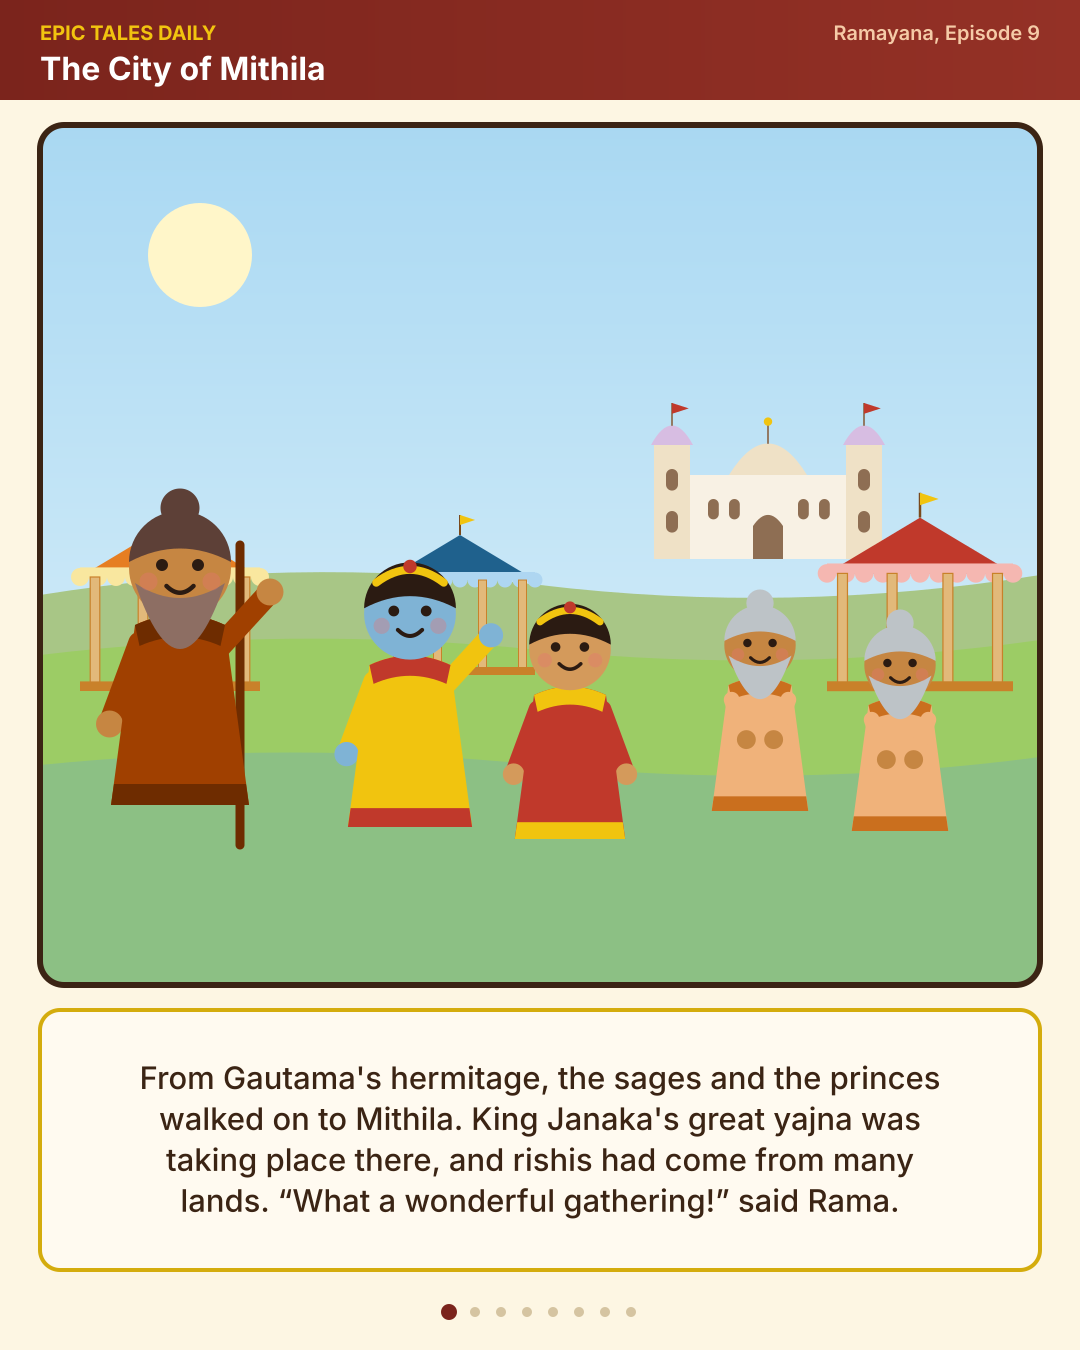 EPIC TALES DAILY
Ramayana, Episode 9
The City of Mithila
From Gautama's hermitage, the sages and the princes
walked on to Mithila. King Janaka's great yajna was
taking place there, and rishis had come from many
lands. “What a wonderful gathering!” said Rama.